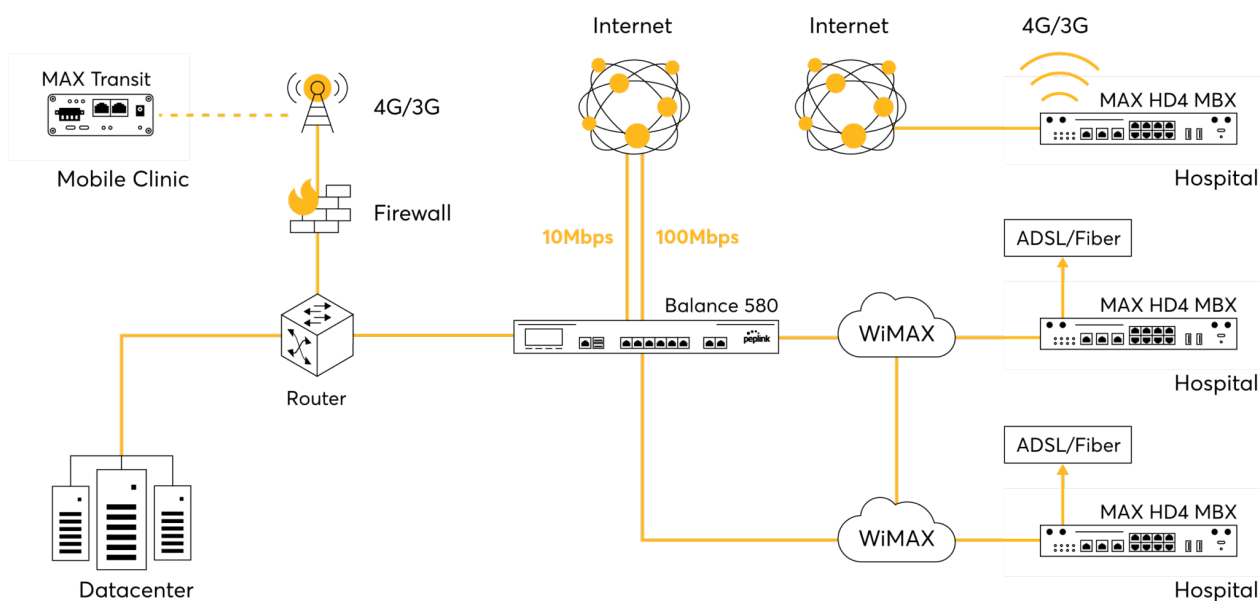 Internet
Internet
4G/3G
MAX Transit
4G/3G
MAX HD4 MBX
Mobile Clinic
Hospital
Firewall
10Mbps
100Mbps
ADSL/Fiber
Balance 580
MAX HD4 MBX
peplink
WiMAX
Hospital
Router
ADSL/Fiber
MAX HD4 MBX
WiMAX
Datacenter
Hospital